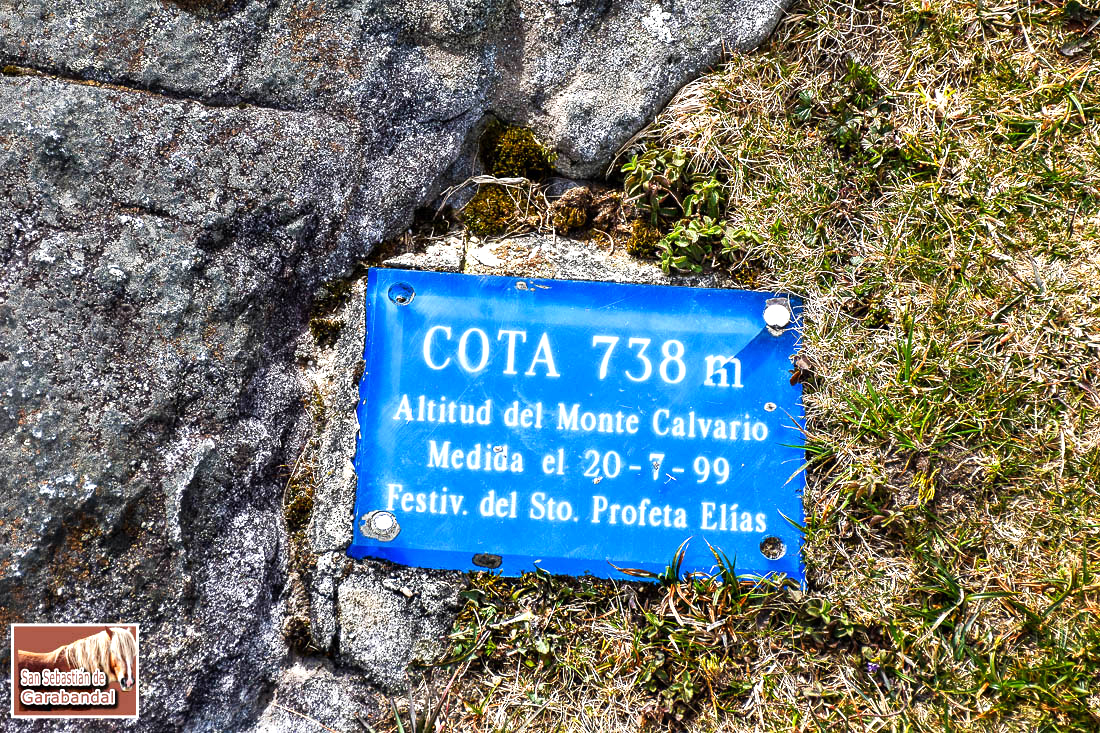 COTA 738 m
Altitud del Monte Calvario
Medida el 20-7-99
Festiv. del Sto. Profeta Elías
San Sebastián de
Garabandal